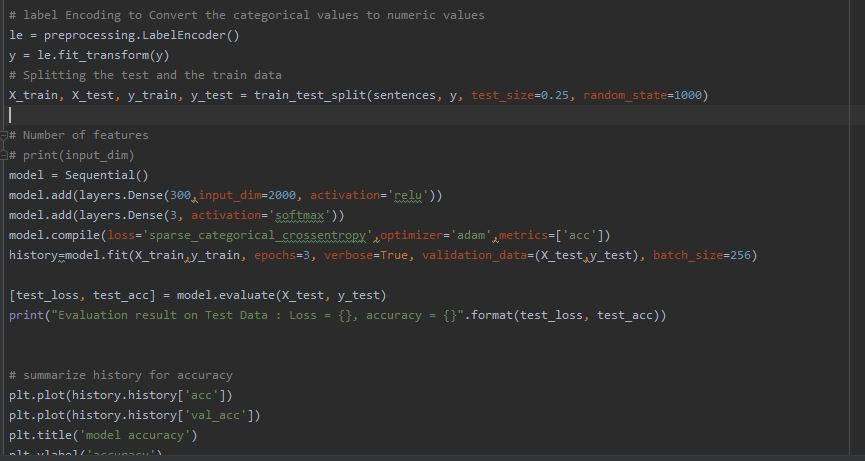 # label Encoding to Convert the categorical values to numeric values
le = preprocessing.LabelEncoder()
y = le.fit_transform(y)
# Splitting the test and the train data
X_train, X_test, y_train, y_test = train_test_split(sentences, y, test_size=0.25, random_state=1000)
# Number of features
# print(input_dim)
model = Sequential()
model.add(layers.Dense(300,input_dim=2000, activation='relu'))
model.add(layers.Dense(3, activation='softmax'))
model.compile(loss='sparse_categorical_crossentropy',optimizer='adam',metrics=['acc'])
history=model.fit(X_train,y_train, epochs=3, verbose=True, validation_data=(X_test,y_test), batch_size=256)
[test_loss, test_acc] = model.evaluate(X_test, y_test)
print("Evaluation result on Test Data : Loss = {}, accuracy = {}".format(test_loss, test_acc))
# summarize history for accuracy
plt.plot(history.history['acc'])
plt.plot(history.history['val_acc'])
plt.title('model accuracy')
plt.ylabel('accuracy')